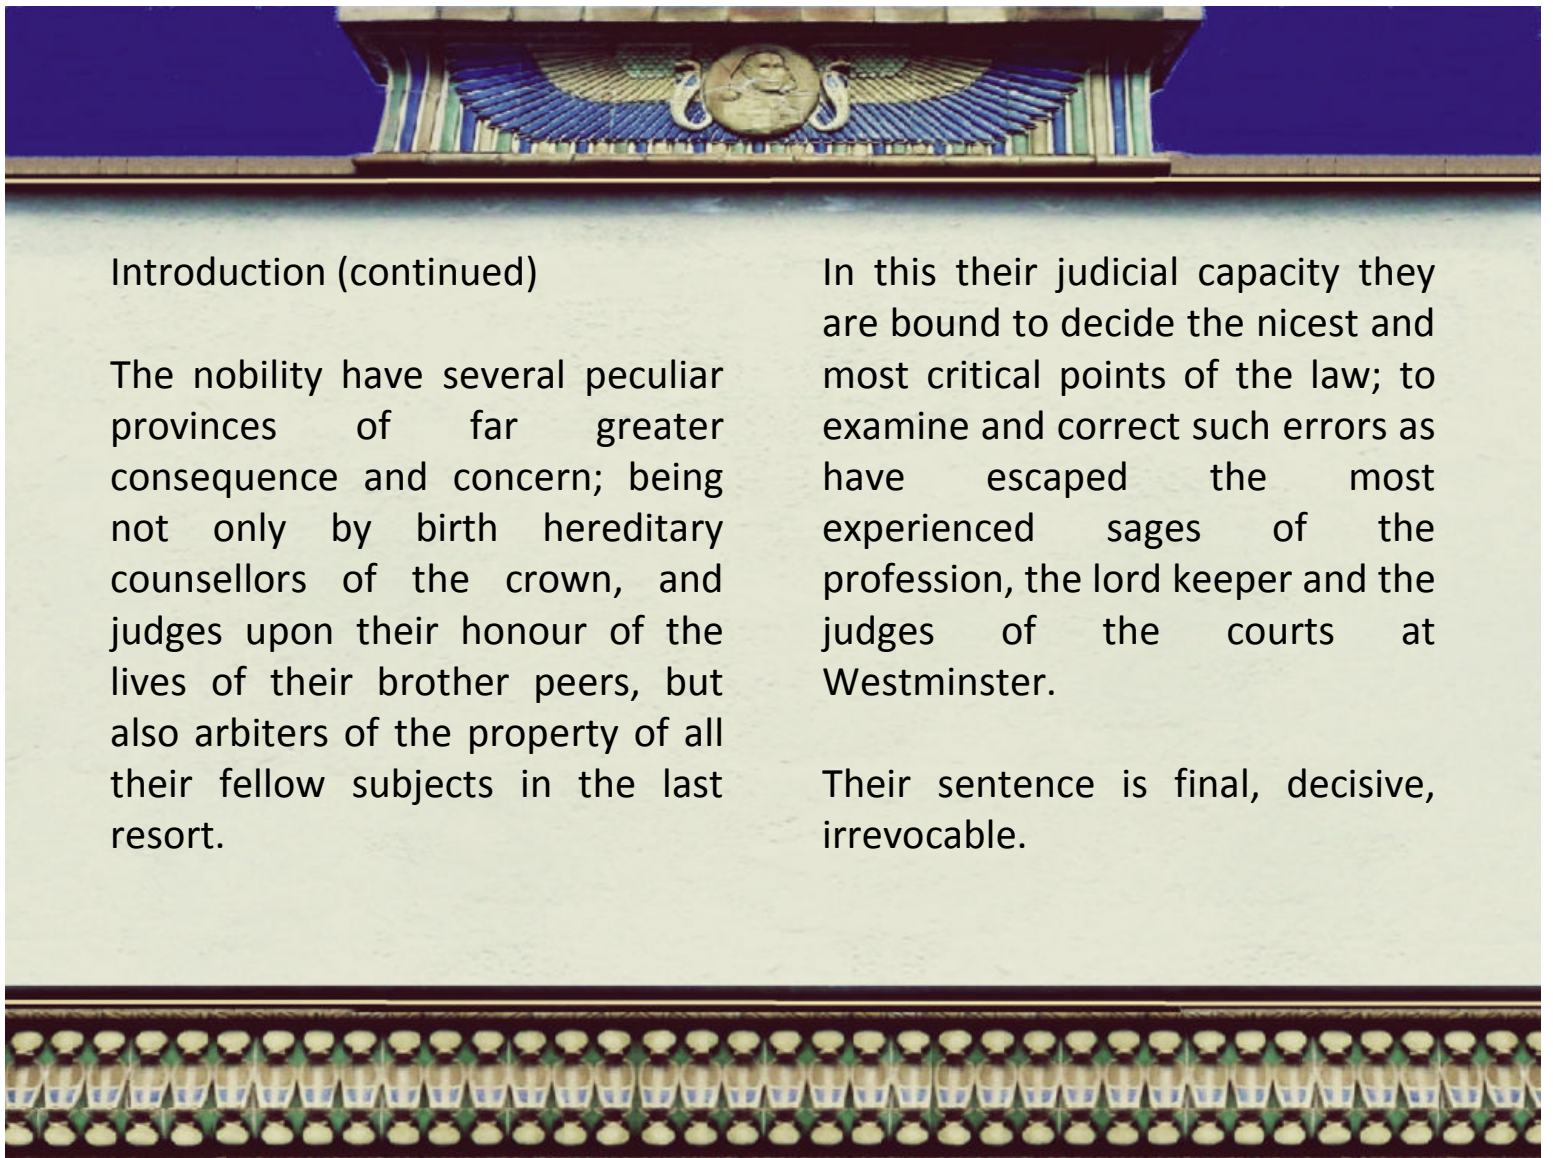 Introduction (continued)
The nobility have several peculiar
provinces of far greater
consequence and concern; being
not only by birth hereditary
counsellors of the crown, and
judges upon their honour of the
lives of their brother peers, but
also arbiters of the property of all
their fellow subjects in the last
resort.
In this their judicial capacity they
are bound to decide the nicest and
most critical points of the law; to
examine and correct such errors as
have escaped the most
experienced sages of the
profession, the lord keeper and the
judges of the courts at
Westminster.
Their sentence is final, decisive,
irrevocable.